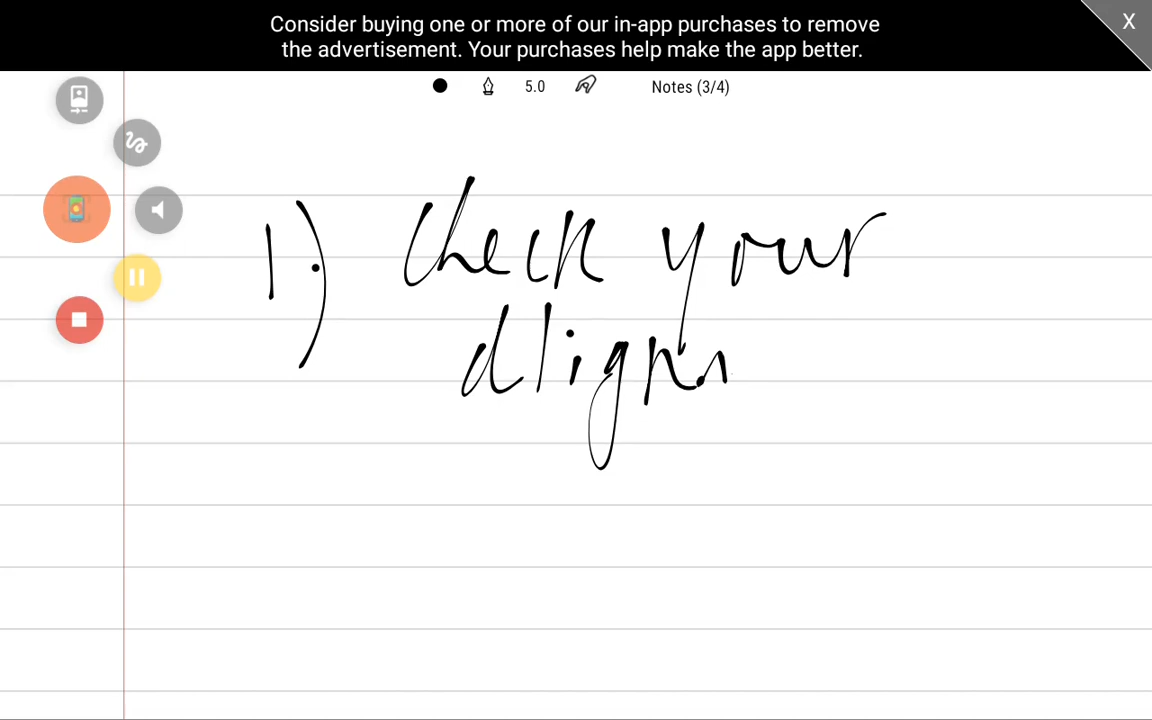 Consider buying one or more of our in-app purchases to remove
the advertisement. Your purchases help make the app better.
X
5.0 Notes (3/4)
1) Check your